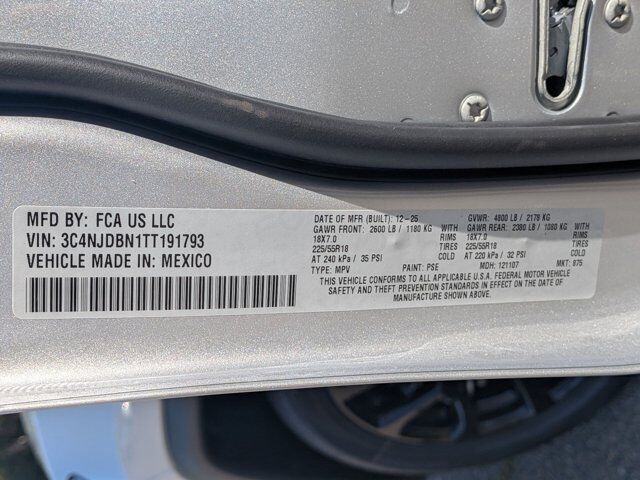 MFD BY: FCA US LLC
VIN: 3C4NJDBN1TT191793
VEHICLE MADE IN: MEXICO
DATE OF MFR (BUILT): 12-25 GVWR: 4800 LB / 2178 KG
GAWR FRONT: 2600 LB / 1180 KG WITH GAWR REAR: 2380 LB / 1080 KG WITH
18X7.0 RIMS 18X7.0 RIMS
225/55R18 TIRES 225/55R18 TIRES
AT 240 kPa / 35 PSI COLD AT 220 kPa / 32 PSI COLD
TYPE: MPV PAINT: PSE MDH: 121107 MKT: 875
THIS VEHICLE CONFORMS TO ALL APPLICABLE U.S.A. FEDERAL MOTOR VEHICLE
SAFETY AND THEFT PREVENTION STANDARDS IN EFFECT ON THE DATE OF
MANUFACTURE SHOWN ABOVE.